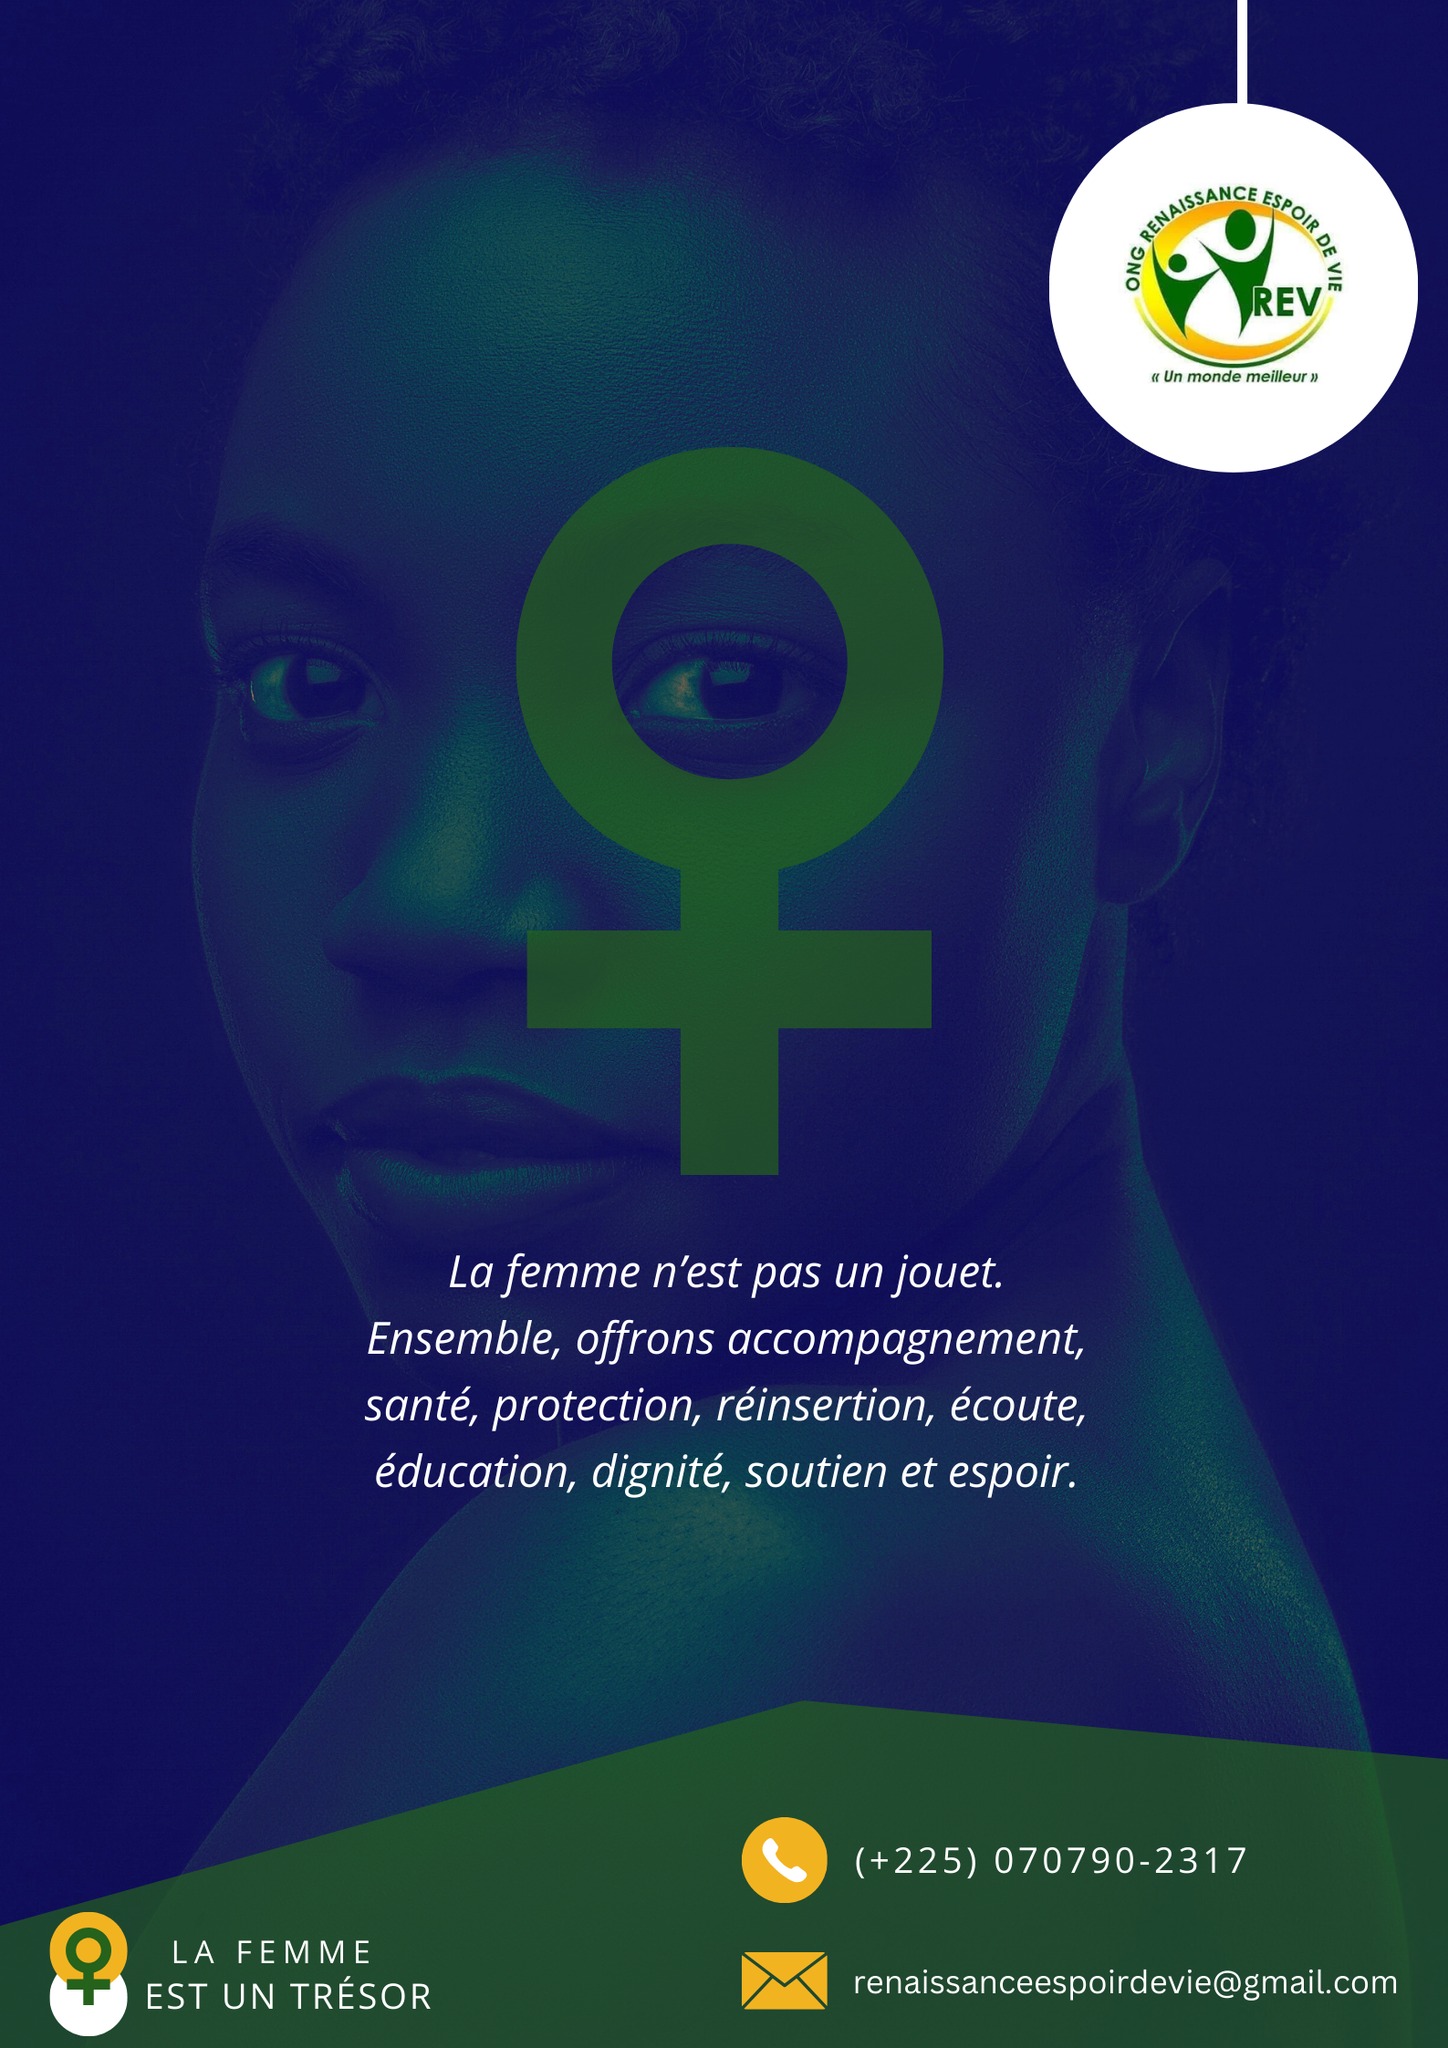 ONG RENAISSANCE ESPOIR DE VIE
REV
« Un monde meilleur »
La femme n’est pas un jouet.
Ensemble, offrons accompagnement,
santé, protection, réinsertion, écoute,
éducation, dignité, soutien et espoir.
(+225) 070790-2317
LA FEMME
EST UN TRÉSOR
renaissanceespoirdevie@gmail.com